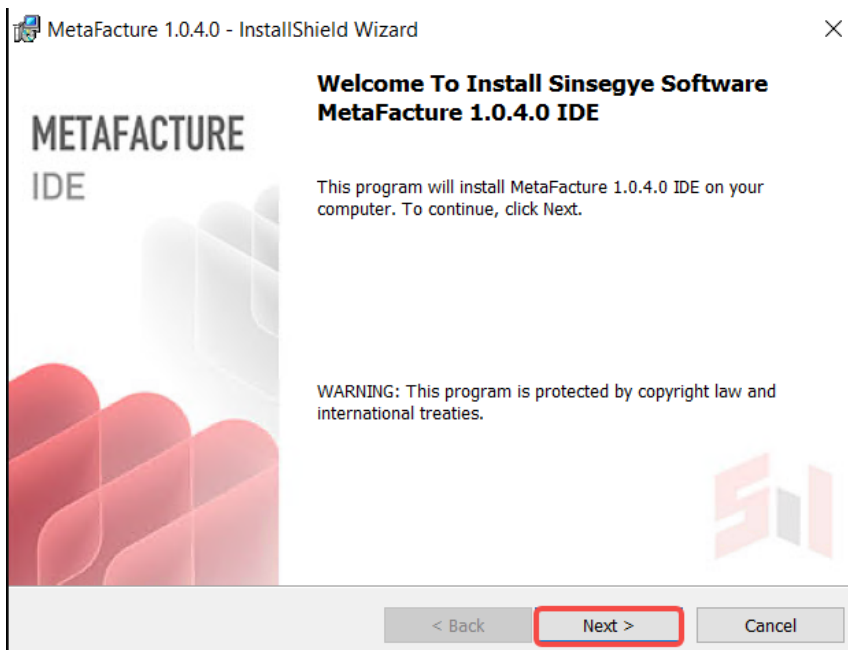 MetaFacture 1.0.4.0 - InstallShield Wizard
Welcome To Install Sinsegye Software
MetaFacture 1.0.4.0 IDE
METAFACTURE
IDE
This program will install MetaFacture 1.0.4.0 IDE on your
computer. To continue, click Next.
WARNING: This program is protected by copyright law and
international treaties.
< Back
Next >
Cancel